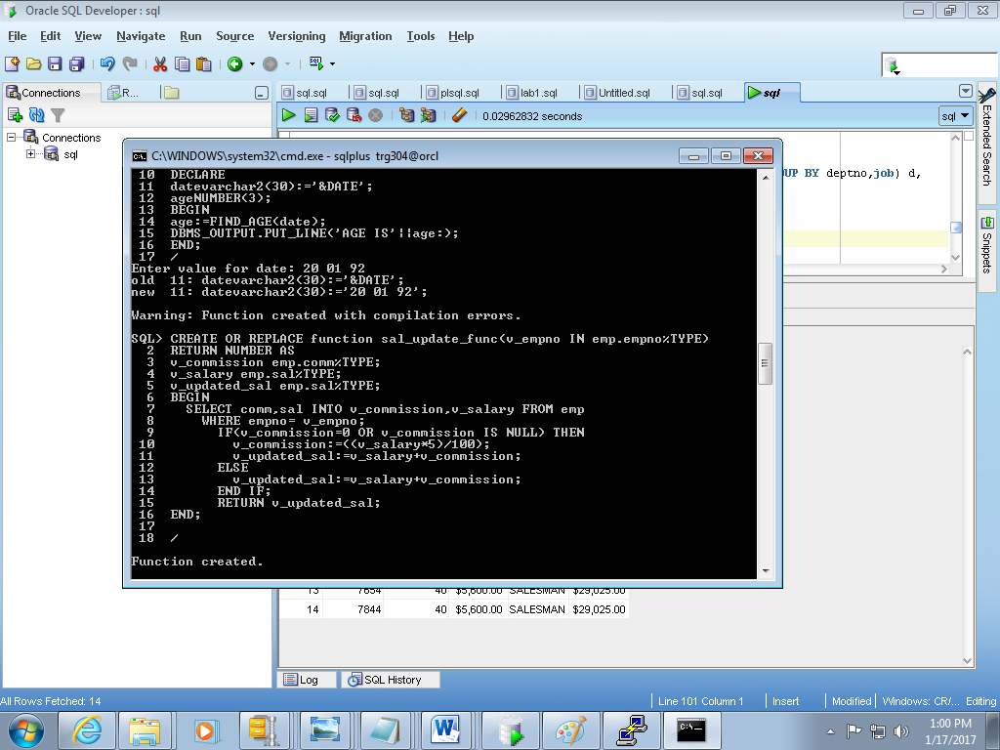 Oracle SQL Developer : sql
File Edit View Navigate Run Source Versioning Migration Tools Help
Connections R... sql.sql sql.sql plsql.sql lab1.sql Untitled.sql sql.sql sql
0.02962832 seconds sql
Connections
sql
Extended Search
Snippets
UP BY deptno,job) d,
C:\WINDOWS\system32\cmd.exe - sqlplus trg304@orcl
10 DECLARE
11 datevarchar2(30):='&DATE';
12 ageNUMBER(3);
13 BEGIN
14 age:=FIND_AGE(date);
15 DBMS_OUTPUT.PUT_LINE('AGE IS'||age:);
16 END;
17 /
Enter value for date: 20 01 92
old 11: datevarchar2(30):='&DATE';
new 11: datevarchar2(30):='20 01 92';
Warning: Function created with compilation errors.
SQL> CREATE OR REPLACE function sal_update_func(v_empno IN emp.empno%TYPE)
2 RETURN NUMBER AS
3 v_commission emp.comm%TYPE;
4 v_salary emp.sal%TYPE;
5 v_updated_sal emp.sal%TYPE;
6 BEGIN
7 SELECT comm,sal INTO v_commission,v_salary FROM emp
8 WHERE empno= v_empno;
9 IF(v_commission=0 OR v_commission IS NULL) THEN
10 v_commission:=((v_salary*5)/100);
11 v_updated_sal:=v_salary+v_commission;
12 ELSE
13 v_updated_sal:=v_salary+v_commission;
14 END IF;
15 RETURN v_updated_sal;
16 END;
17
18 /
Function created.
13 7654 40 $5,600.00 SALESMAN $29,025.00
14 7844 40 $5,600.00 SALESMAN $29,025.00
Log SQL History
All Rows Fetched: 14 Line 101 Column 1 Insert Modified Windows: CR/... Editing
1:00 PM
1/17/2017